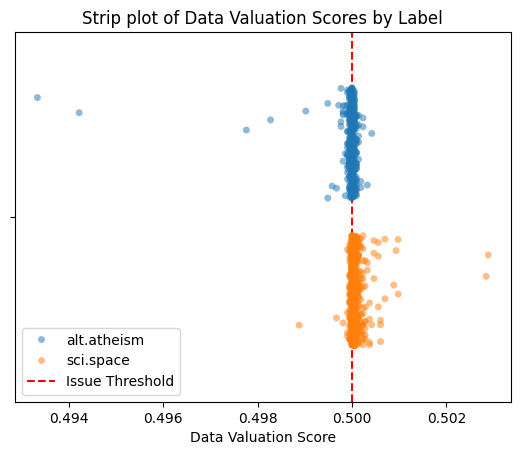 Strip plot of Data Valuation Scores by Label
alt.atheism
sci.space
Issue Threshold
0.494 0.496 0.498 0.500 0.502
Data Valuation Score